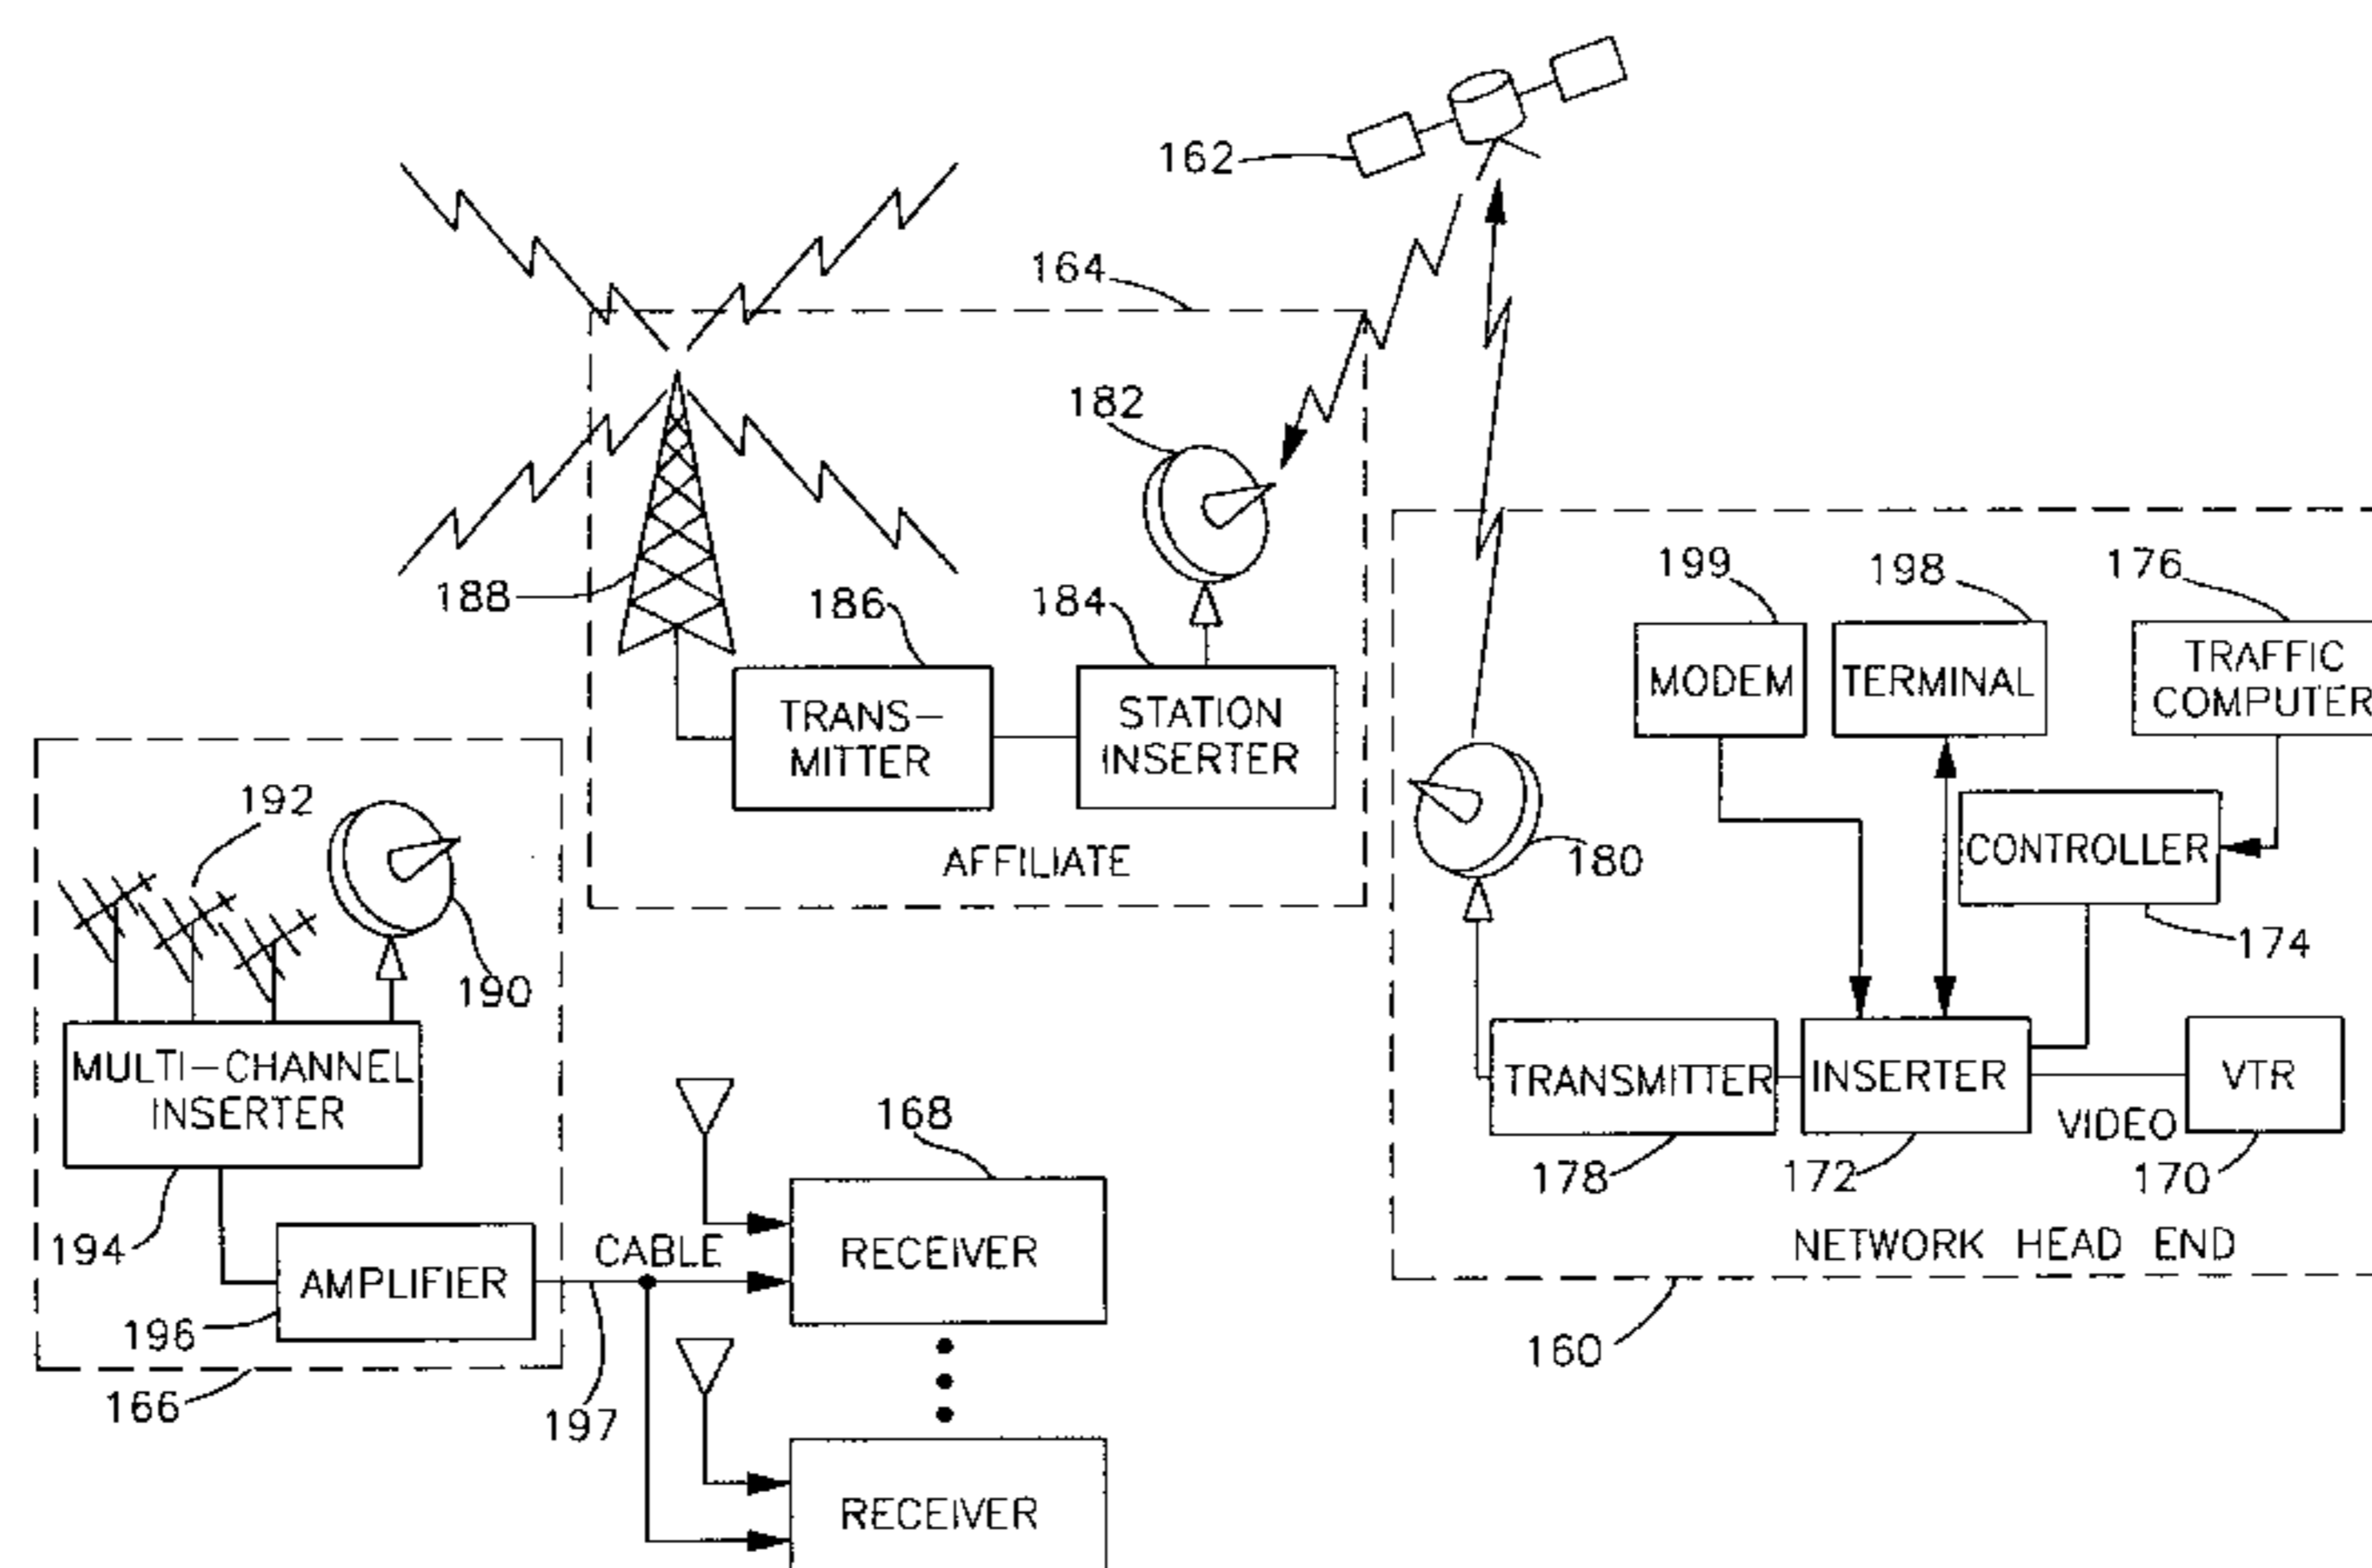 162
164
182
188
186
184
TRANS-
MITTER
STATION
INSERTER
AFFILIATE
199
198
176
MODEM
TERMINAL
TRAFFIC
COMPUTER
CONTROLLER
180
174
TRANSMITTER
INSERTER
VTR
VIDEO
178
172
170
NETWORK HEAD END
160
192
190
MULTI-CHANNEL
INSERTER
194
AMPLIFIER
196
166
CABLE
197
168
RECEIVER
RECEIVER